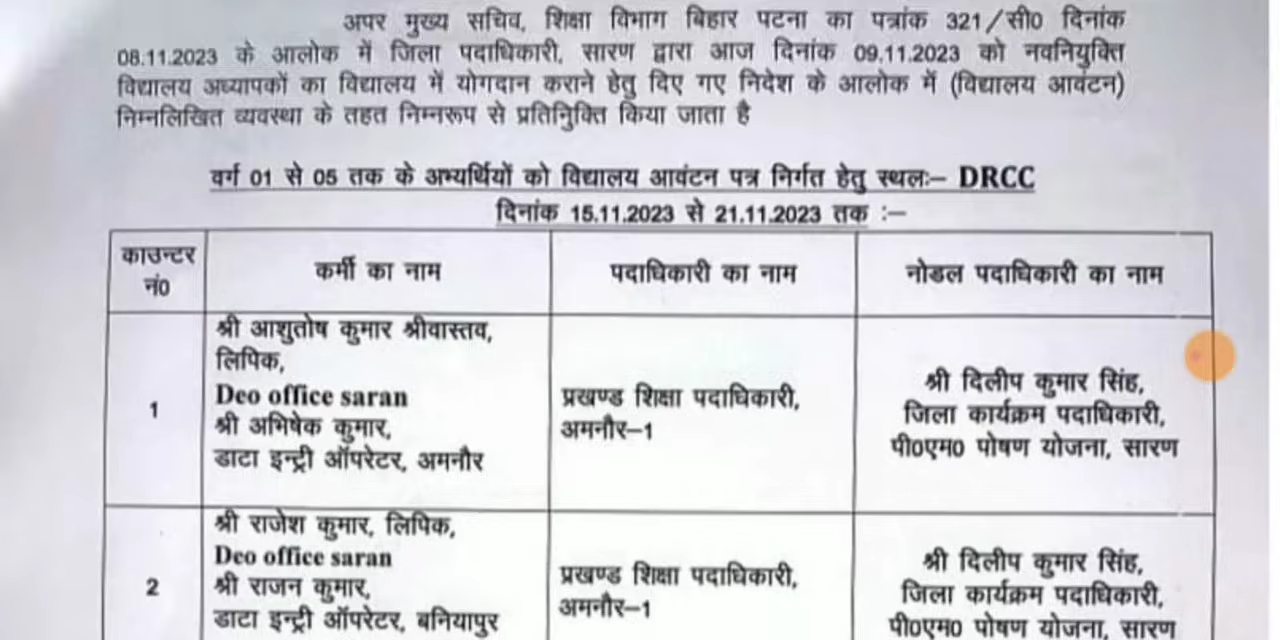 अपर मुख्य सचिव, शिक्षा विभाग बिहार पटना का पत्रांक 321/सी0 दिनांक
08.11.2023 के आलोक में जिला पदाधिकारी, सारण द्वारा आज दिनांक 09.11.2023 को नवनियुक्ति
विद्यालय अध्यापकों का विद्यालय में योगदान कराने हेतु दिए गए निदेश के आलोक में (विद्यालय आवंटन)
निम्नलिखित व्यवस्था के तहत निम्नरूप से प्रतिनिुक्ति किया जाता है
वर्ग 01 से 05 तक के अभ्यर्थियों को विद्यालय आवंटन पत्र निर्गत हेतु स्थलः– DRCC
दिनांक 15.11.2023 से 21.11.2023 तक :–
काउन्टर
नं0
कर्मी का नाम
पदाधिकारी का नाम
नोडल पदाधिकारी का नाम
1
श्री आशुतोष कुमार श्रीवास्तव,
लिपिक,
Deo office saran
श्री अभिषेक कुमार,
डाटा इन्ट्री ऑपरेटर, अमनौर
प्रखण्ड शिक्षा पदाधिकारी,
अमनौर–1
श्री दिलीप कुमार सिंह,
जिला कार्यक्रम पदाधिकारी,
पी0एम0 पोषण योजना, सारण
2
श्री राजेश कुमार, लिपिक,
Deo office saran
श्री राजन कुमार,
डाटा इन्ट्री ऑपरेटर, बनियापुर
प्रखण्ड शिक्षा पदाधिकारी,
अमनौर–1
श्री दिलीप कुमार सिंह,
जिला कार्यक्रम पदाधिकारी,
पी0एम0 पोषण योजना, सारण